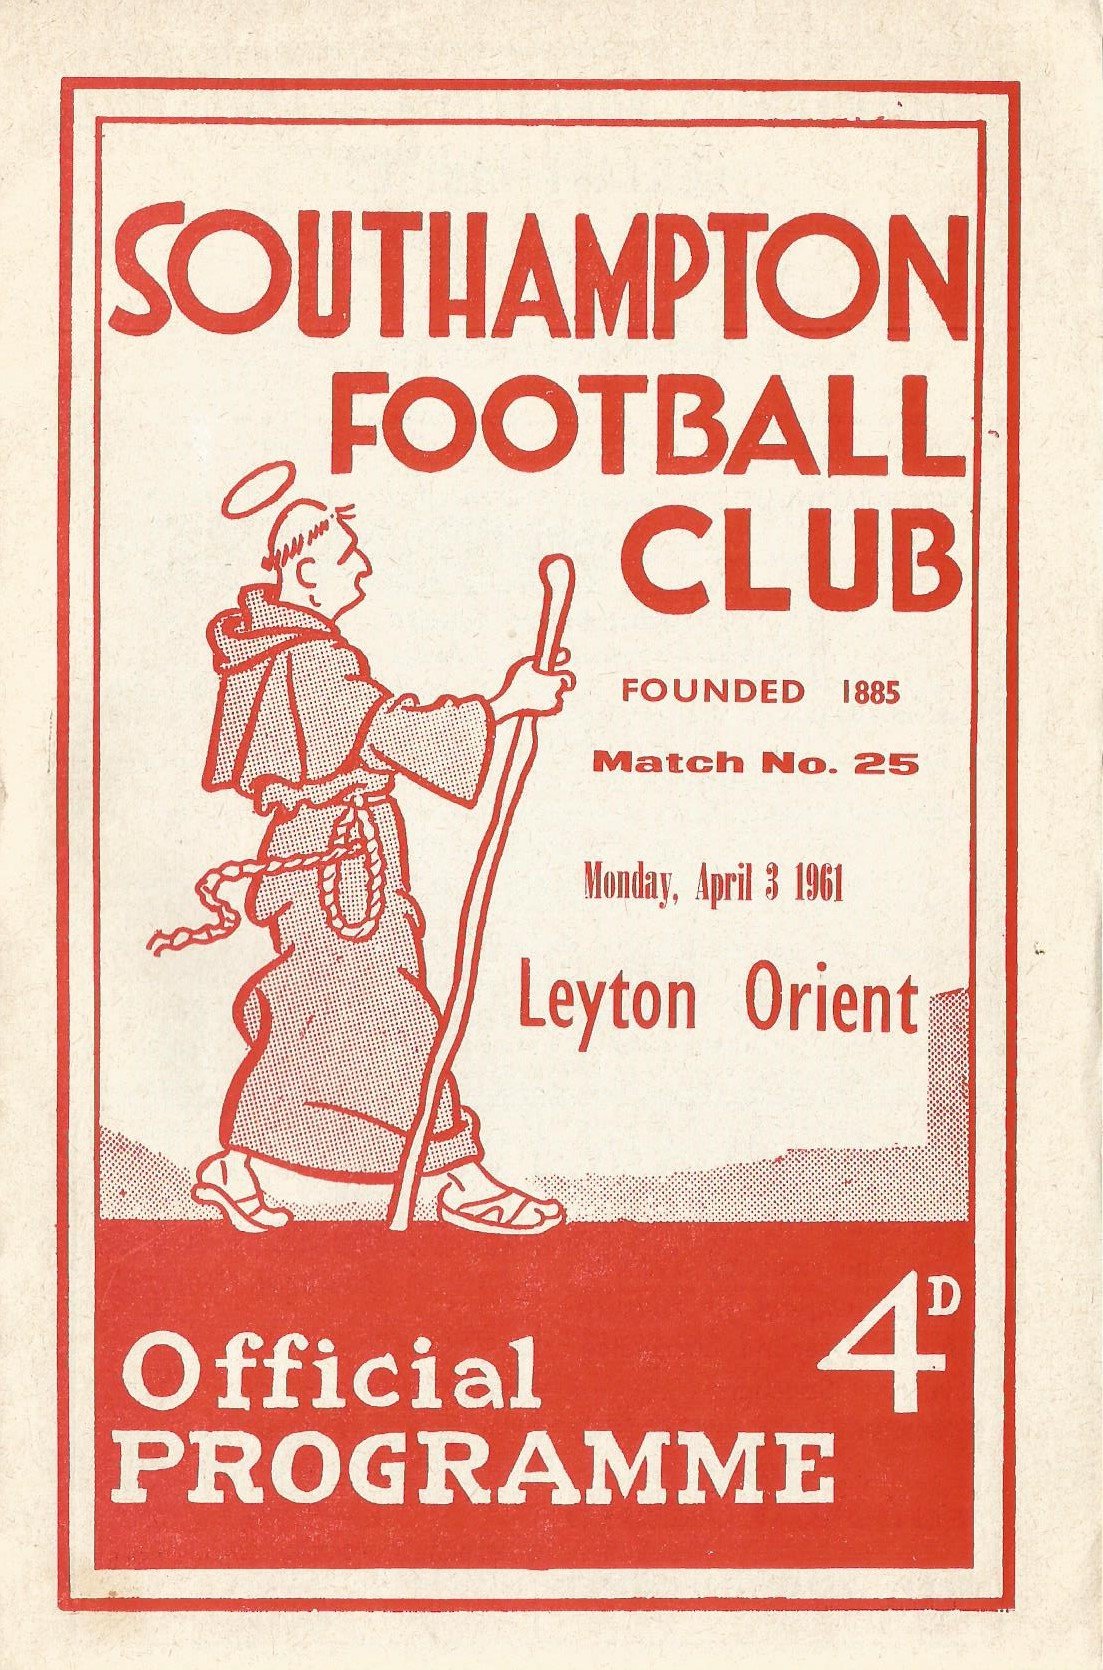 SOUTHAMPTON
FOOTBALL
CLUB
FOUNDED 1885
Match No. 25
Monday, April 3 1961
Leyton Orient
4D
Official
PROGRAMME